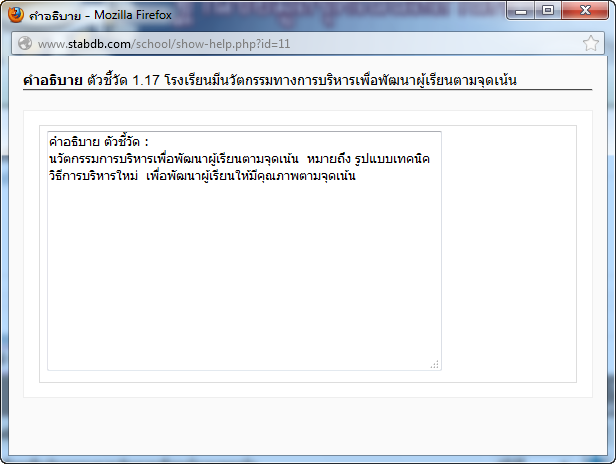 คำอธิบาย - Mozilla Firefox
www.stabdb.com/school/show-help.php?id=11
คำอธิบาย ตัวชี้วัด 1.17 โรงเรียนมีนวัตกรรมทางการบริหารเพื่อพัฒนาผู้เรียนตามจุดเน้น
คำอธิบาย ตัวชี้วัด :
นวัตกรรมการบริหารเพื่อพัฒนาผู้เรียนตามจุดเน้น หมายถึง รูปแบบเทคนิค
วิธีการบริหารใหม่ เพื่อพัฒนาผู้เรียนให้มีคุณภาพตามจุดเน้น